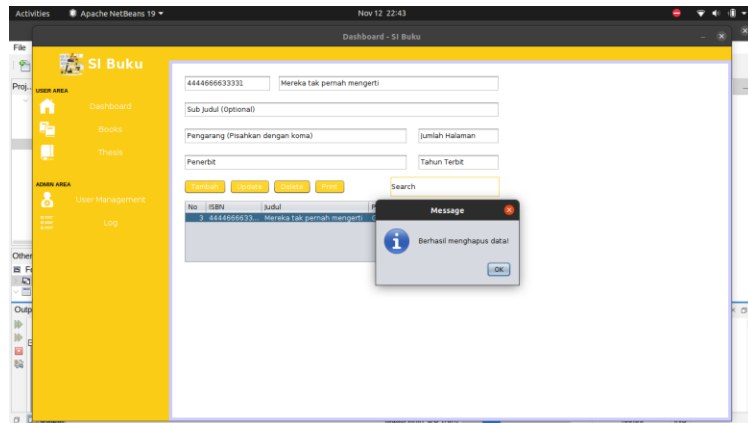 Activities
Apache NetBeans 19
Nov 12 22:43
Dashboard - SI Buku
File
Proj...
SI Buku
USER AREA
Dashboard
Books
Thesis
ADMIN AREA
User Management
Log
4444666633331
Mereka tak pernah mengerti
Sub Judul (Optional)
Pengarang (Pisahkan dengan koma)
Jumlah Halaman
Penerbit
Tahun Terbit
Tambah
Update
Delete
Print
Search
No ISBN Judul P
3 4444666633... Mereka tak pernah mengerti
Message
Berhasil menghapus data!
OK
Other
Outp